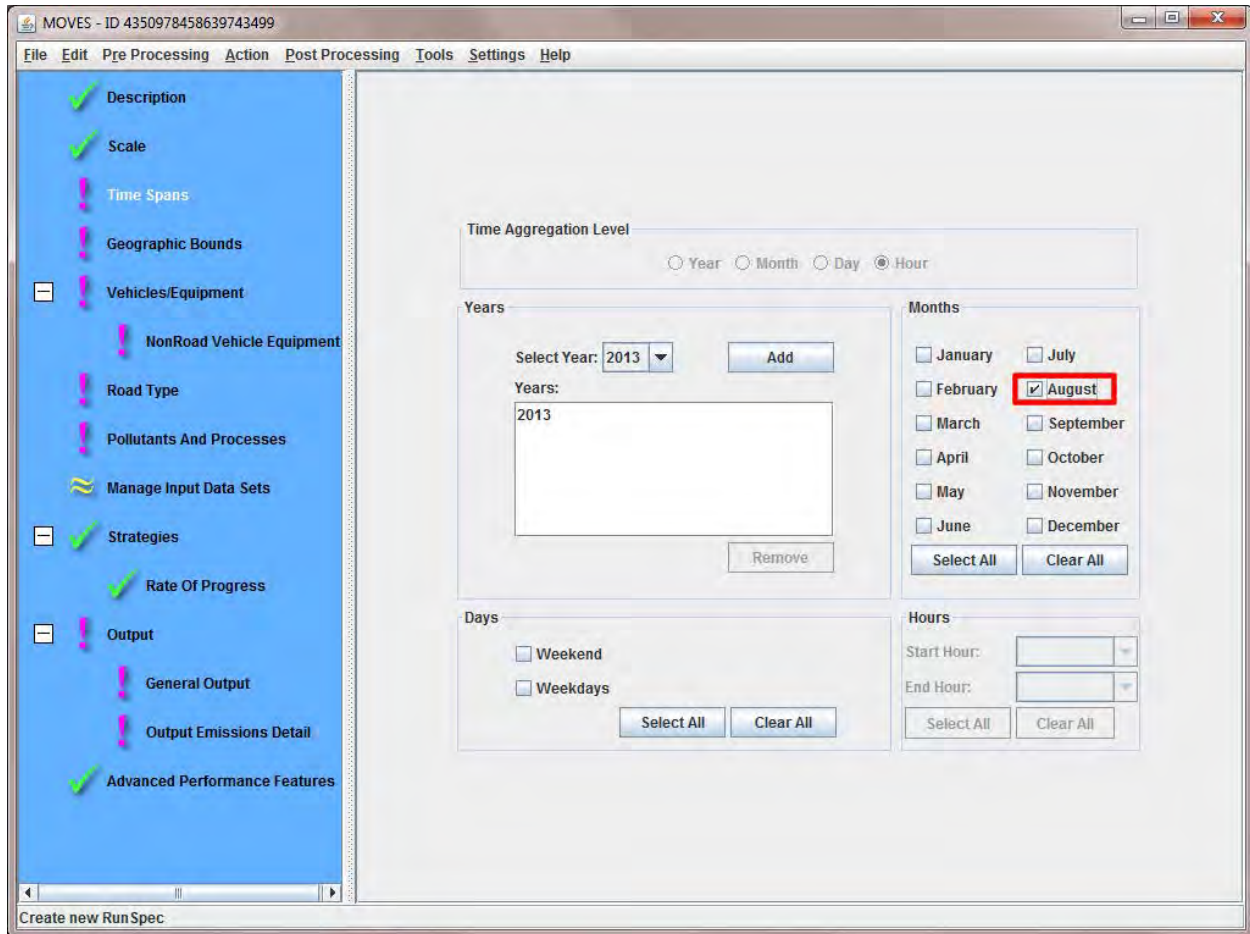 MOVES - ID 4350978458639743499
File Edit Pre Processing Action Post Processing Tools Settings Help
Description
Scale
Time Spans
Geographic Bounds
Vehicles/Equipment
NonRoad Vehicle Equipment
Road Type
Pollutants And Processes
Manage Input Data Sets
Strategies
Rate Of Progress
Output
General Output
Output Emissions Detail
Advanced Performance Features
Time Aggregation Level
Year Month Day Hour
Years
Select Year: 2013 Add
Years:
2013
Remove
Months
January July
February August
March September
April October
May November
June December
Select All Clear All
Days
Weekend
Weekdays
Select All Clear All
Hours
Start Hour:
End Hour:
Select All Clear All
Create new RunSpec